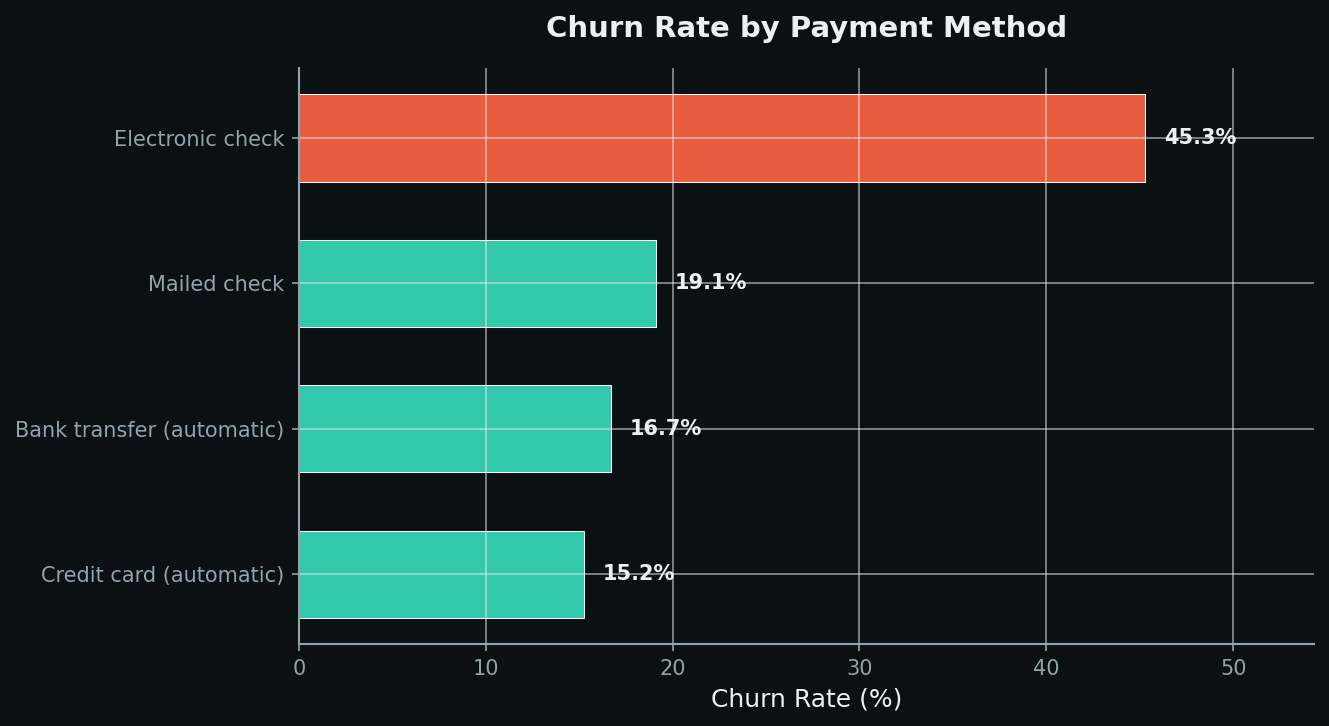 Churn Rate by Payment Method
Electronic check
45.3%
Mailed check
19.1%
Bank transfer (automatic)
16.7%
Credit card (automatic)
15.2%
0 10 20 30 40 50
Churn Rate (%)